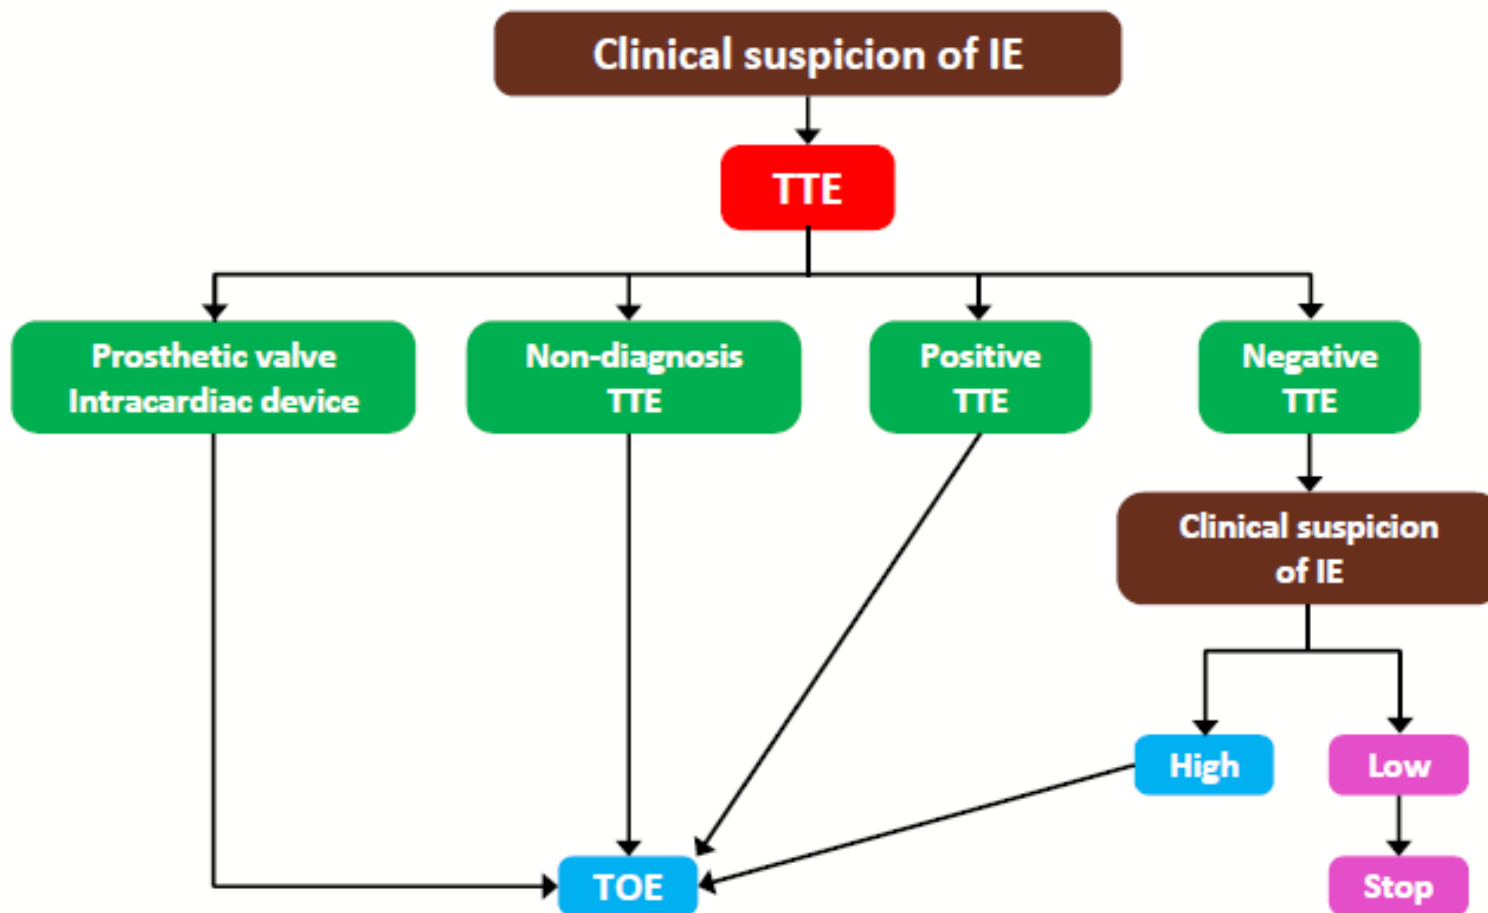 Clinical suspicion of IE
TTE
Prosthetic valve
Intracardiac device
Non-diagnosis
TTE
Positive
TTE
Negative
TTE
Clinical suspicion
of IE
High
Low
TOE
Stop